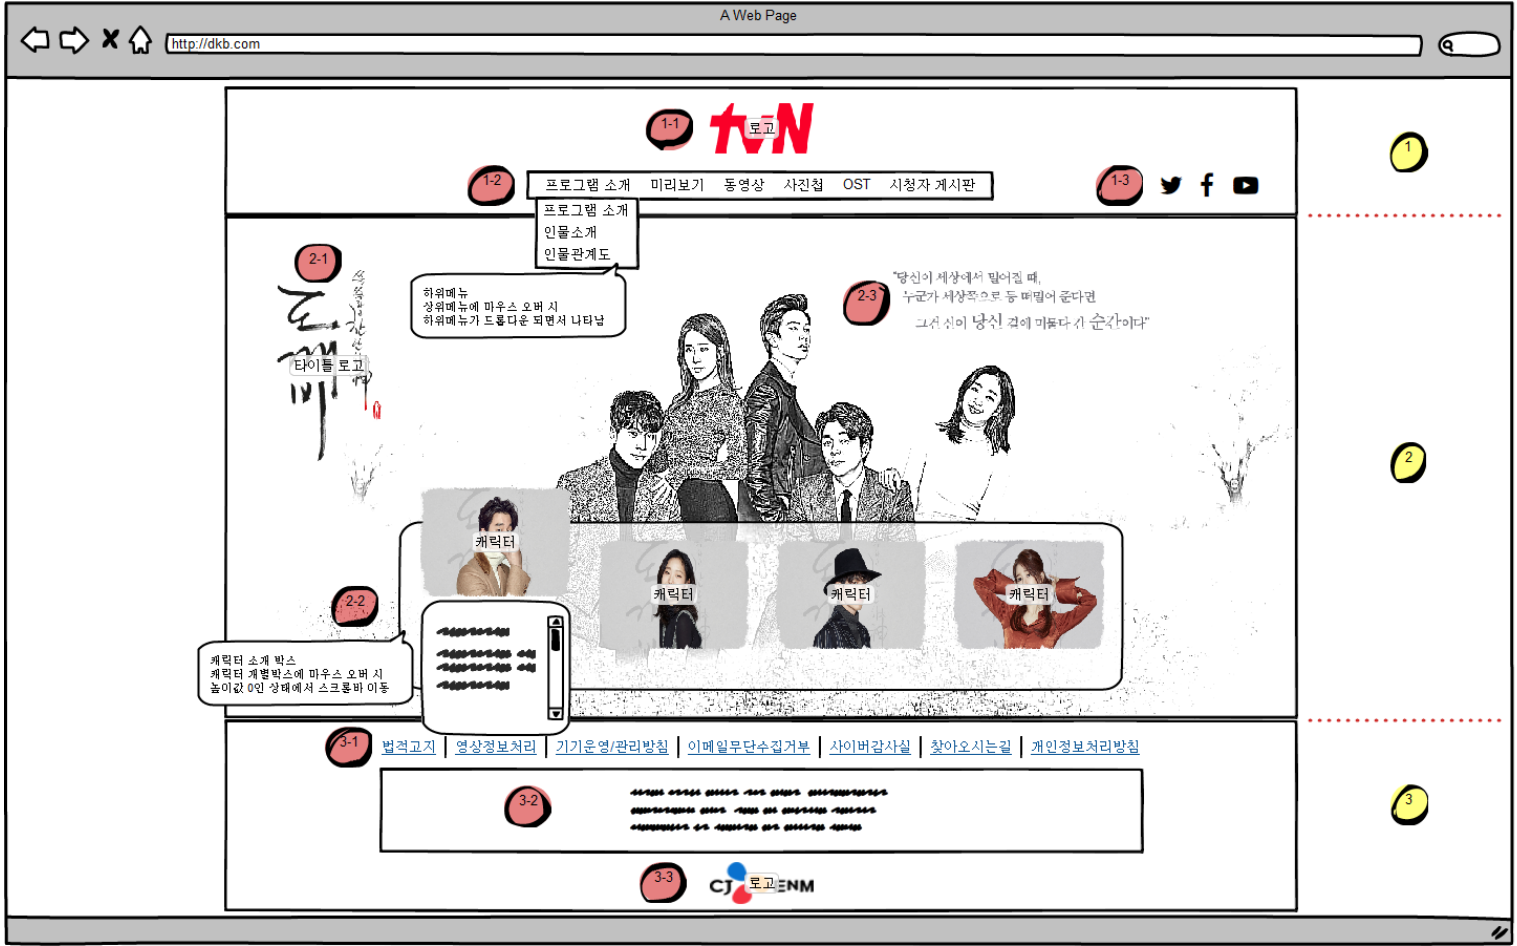 A Web Page
http://dkb.com
1-1
tvN
로고
1
1-2
프로그램 소개 미리보기 동영상 사진첩 OST 시청자 게시판
1-3
프로그램 소개
인물소개
인물관계도
하위메뉴
상위메뉴에 마우스 오버 시
하위메뉴가 드롭다운 되면서 나타남
2-1
쓸쓸하고 찬란하神
도깨비
타이틀 로고
2-3
"당신이 세상에서 멀어질 때,
누군가 세상쪽으로 등 떠밀어 준다면
그건 신이 당신 곁에 머물다 간 순간이다"
2
캐릭터
캐릭터
캐릭터
캐릭터
2-2
캐릭터 소개 박스
캐릭터 개별박스에 마우스 오버 시
높이값 0인 상태에서 스크롤바 이동
3-1
법적고지 | 영상정보처리 | 기기운영/관리방침 | 이메일무단수집거부 | 사이버감사실 | 찾아오시는길 | 개인정보처리방침
3-2
3
3-3
CJ 로고 ENM